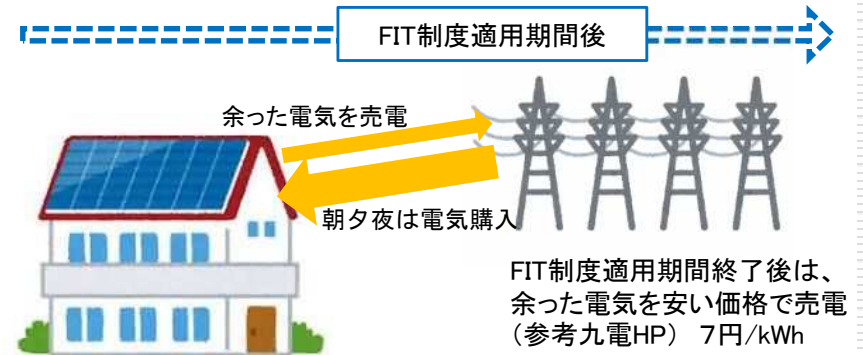 FIT制度適用期間後
余った電気を売電
朝夕夜は電気購入
FIT制度適用期間終了後は、
余った電気を安い価格で売電
（参考九電HP） 7円/kWh